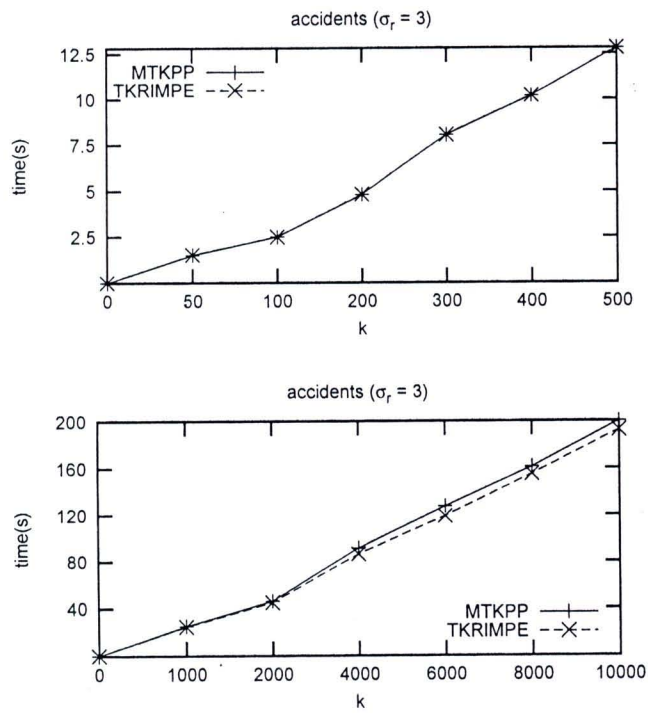 accidents (σr = 3)
12.5
10
7.5
5
2.5
time(s)
MTKPP
TKRIMPE
0 50 100 200 300 400 500
k
accidents (σr = 3)
200
160
120
80
40
time(s)
MTKPP
TKRIMPE
0 1000 2000 4000 6000 8000 10000
k